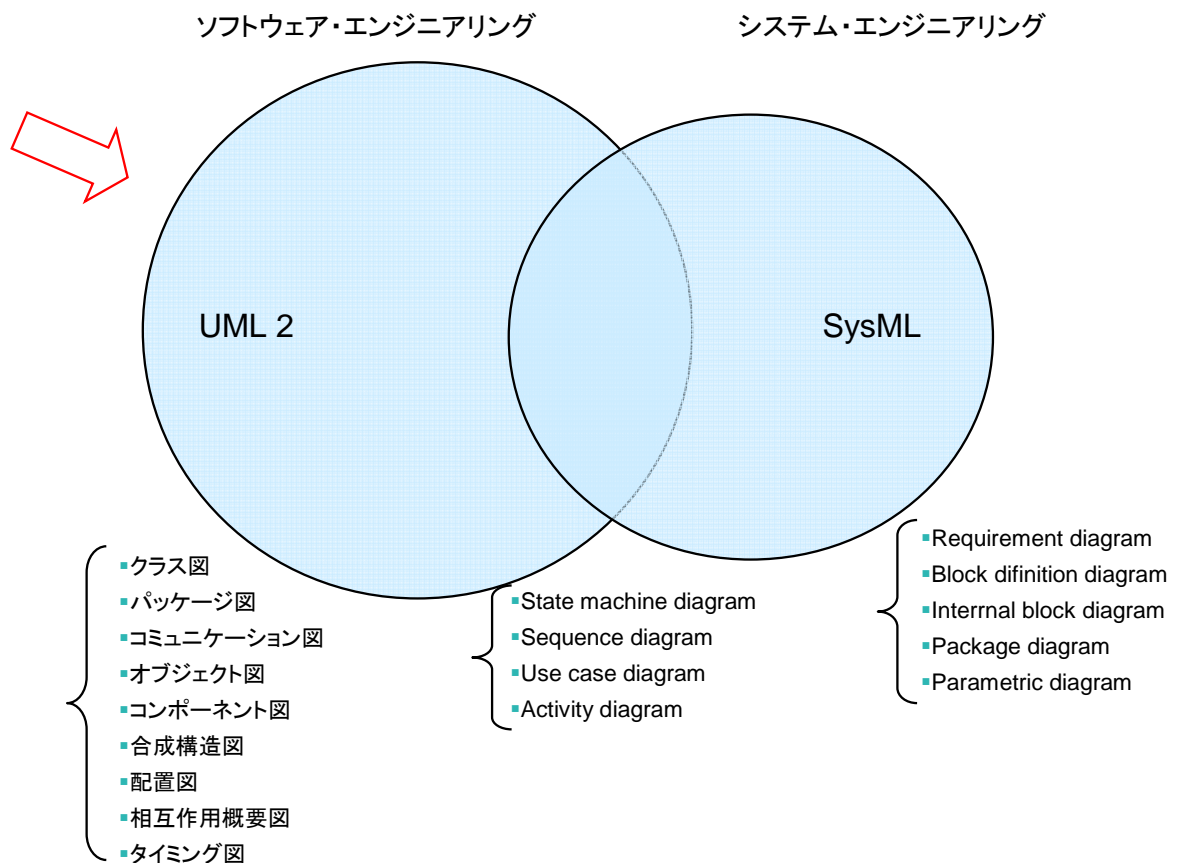 ソフトウェア・エンジニアリング
システム・エンジニアリング
UML 2
SysML
▪クラス図
▪パッケージ図
▪コミュニケーション図
▪オブジェクト図
▪コンポーネント図
▪合成構造図
▪配置図
▪相互作用概要図
▪タイミング図
▪State machine diagram
▪Sequence diagram
▪Use case diagram
▪Activity diagram
▪Requirement diagram
▪Block difinition diagram
▪Interrnal block diagram
▪Package diagram
▪Parametric diagram